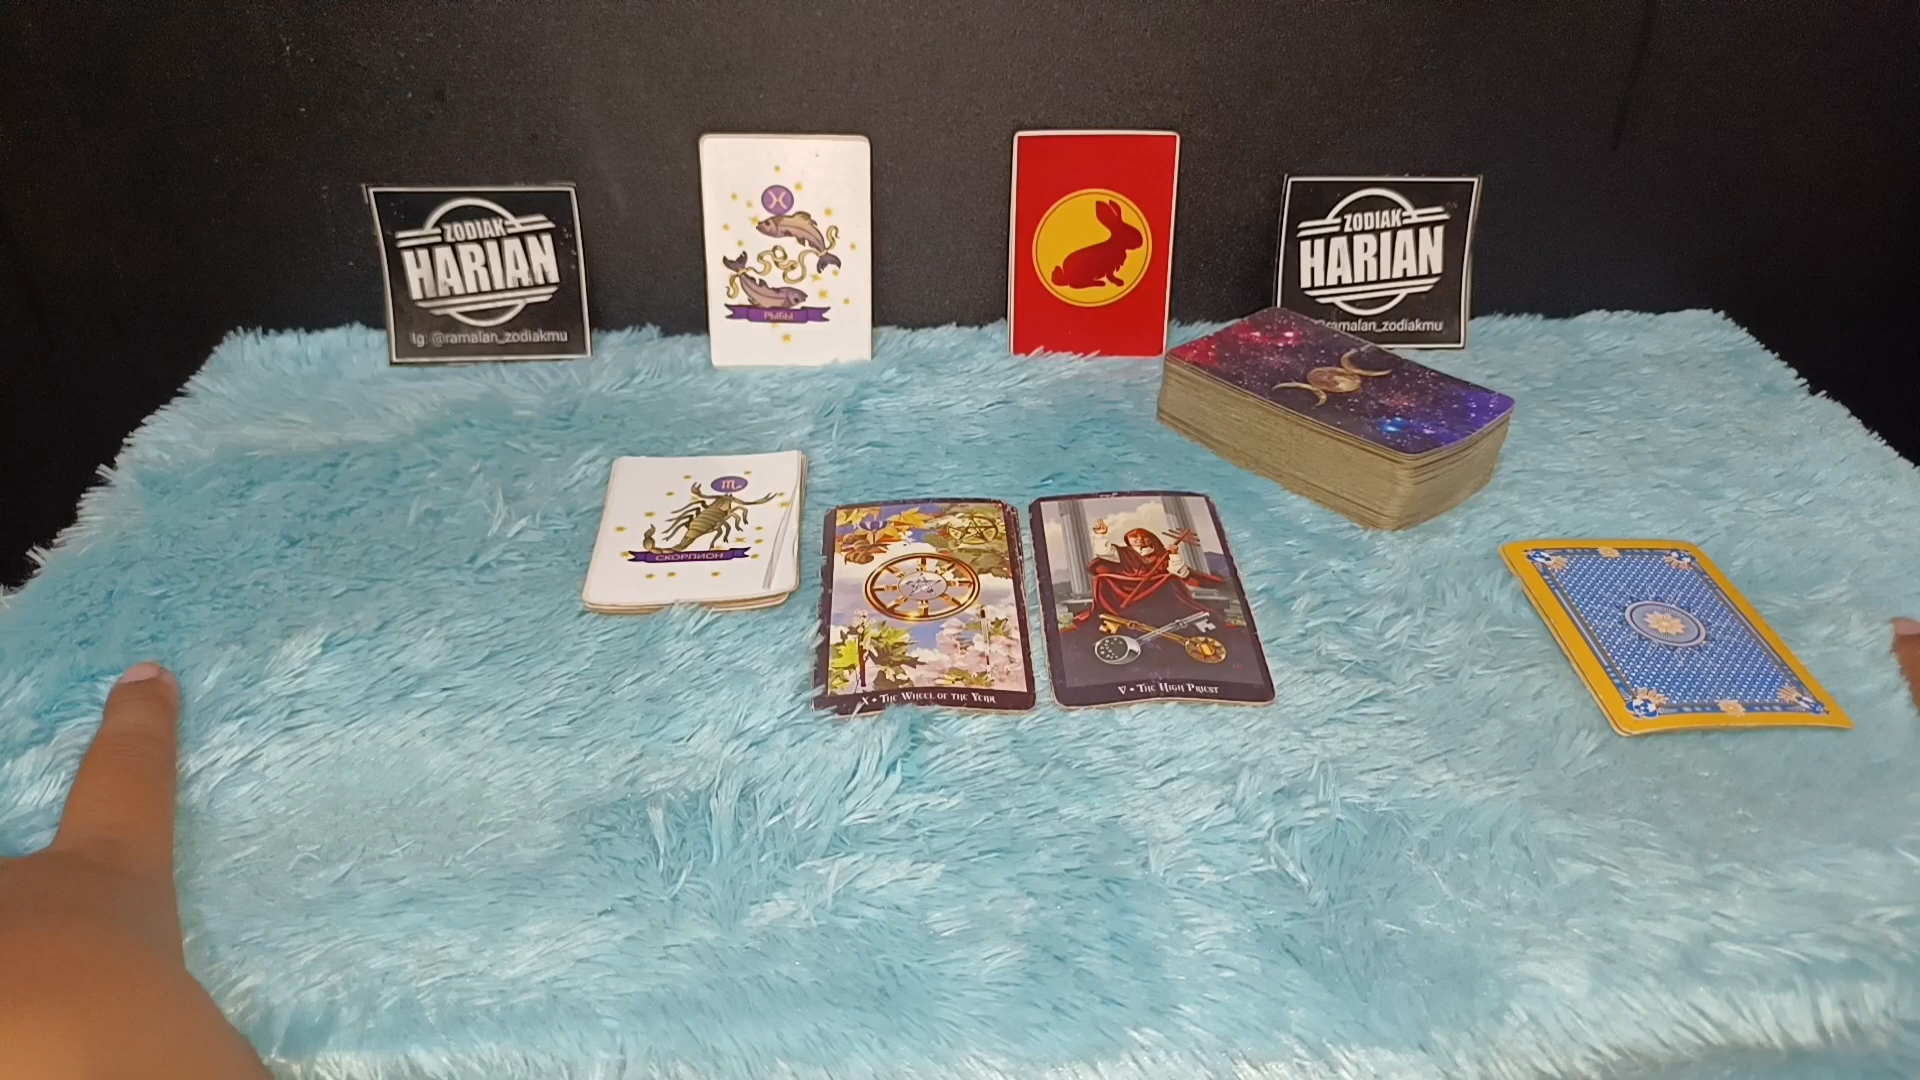 ZODIAK
HARIAN
Ig: @ramalan_zodiakmu
РЫБЫ
ZODIAK
HARIAN
@ramalan_zodiakmu
СКОРПИОН
X • THE WHEEL OF THE YEAR
V • THE HIGH PRIEST